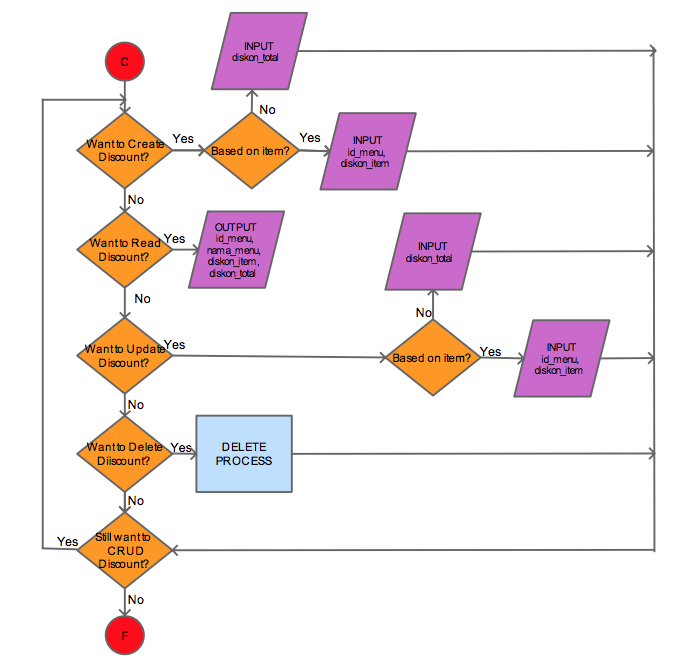 C
INPUT
diskon_total
No
Want to Create
Discount?
Yes
Based on item?
Yes
INPUT
id_menu,
diskon_item
No
Want to Read
Discount?
Yes
OUTPUT
id_menu,
nama_menu,
diskon_item,
diskon_total
INPUT
diskon_total
No
No
Want to Update
Discount?
Yes
Based on item?
Yes
INPUT
id_menu,
diskon_item
No
Want to Delete
Diiscount?
Yes
DELETE
PROCESS
No
Still want to
CRUD
Discount?
Yes
No
F